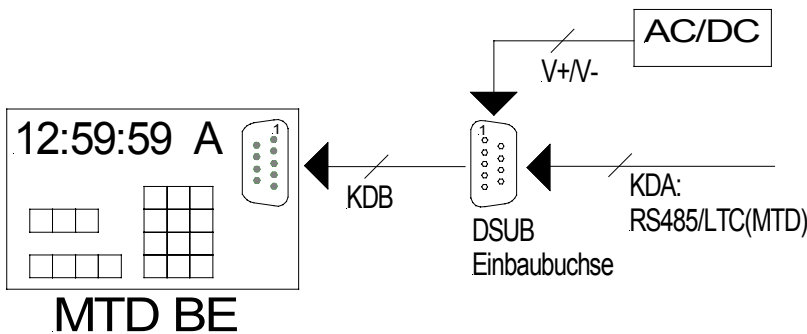 AC/DC
V+/V-
12:59:59 A
1
1
KDB
KDA:
RS485/LTC(MTD)
DSUB
Einbaubuchse
MTD BE